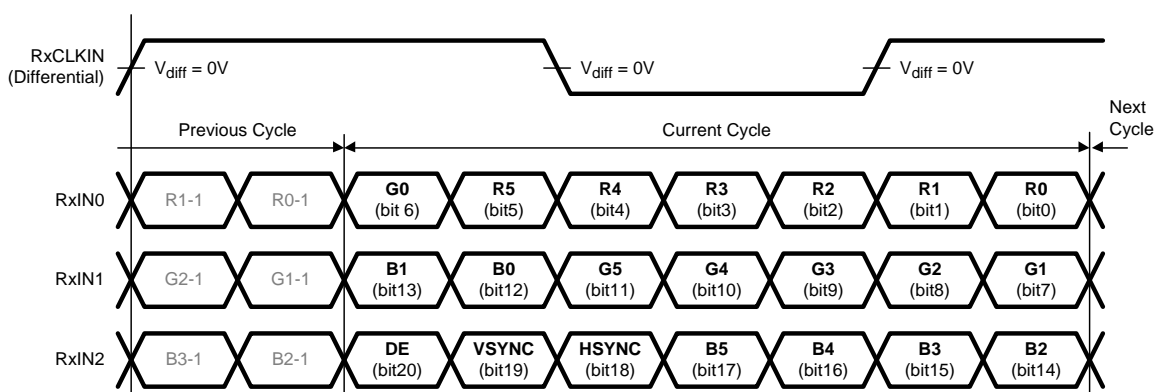 RxCLKIN
(Differential)
Vdiff = 0V
Vdiff = 0V
Vdiff = 0V
Previous Cycle
Current Cycle
Next
Cycle
RxIN0
R1-1
R0-1
G0
(bit 6)
R5
(bit5)
R4
(bit4)
R3
(bit3)
R2
(bit2)
R1
(bit1)
R0
(bit0)
RxIN1
G2-1
G1-1
B1
(bit13)
B0
(bit12)
G5
(bit11)
G4
(bit10)
G3
(bit9)
G2
(bit8)
G1
(bit7)
RxIN2
B3-1
B2-1
DE
(bit20)
VSYNC
(bit19)
HSYNC
(bit18)
B5
(bit17)
B4
(bit16)
B3
(bit15)
B2
(bit14)